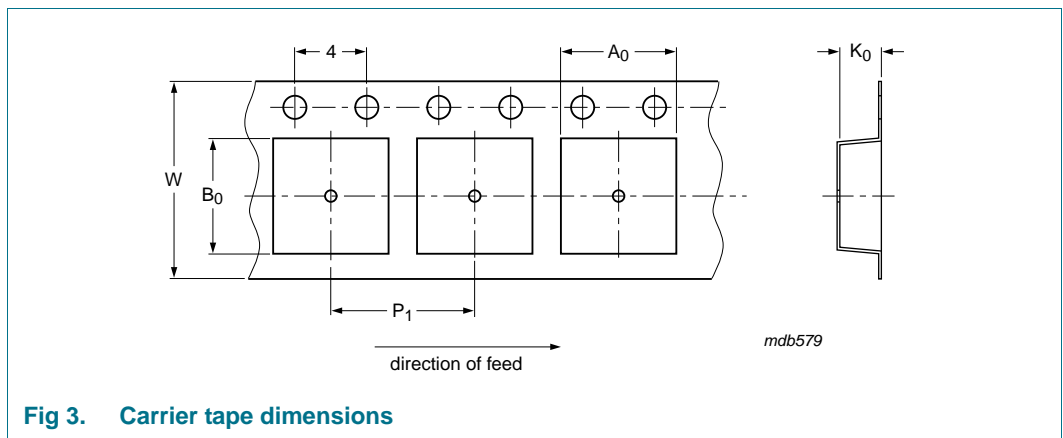 4
A0
K0
W
B0
P1
direction of feed
mdb579
Fig 3. Carrier tape dimensions